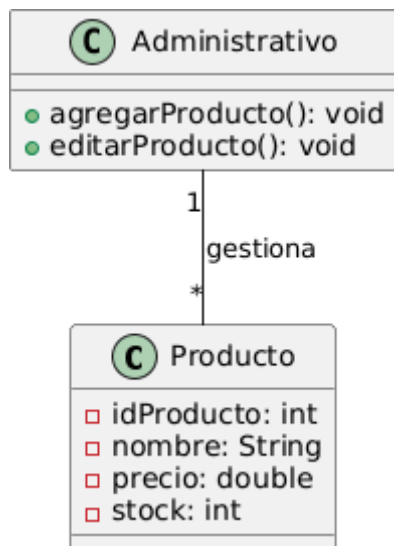 C Administrativo
agregarProducto(): void
editarProducto(): void
1
gestiona
*
C Producto
idProducto: int
nombre: String
precio: double
stock: int